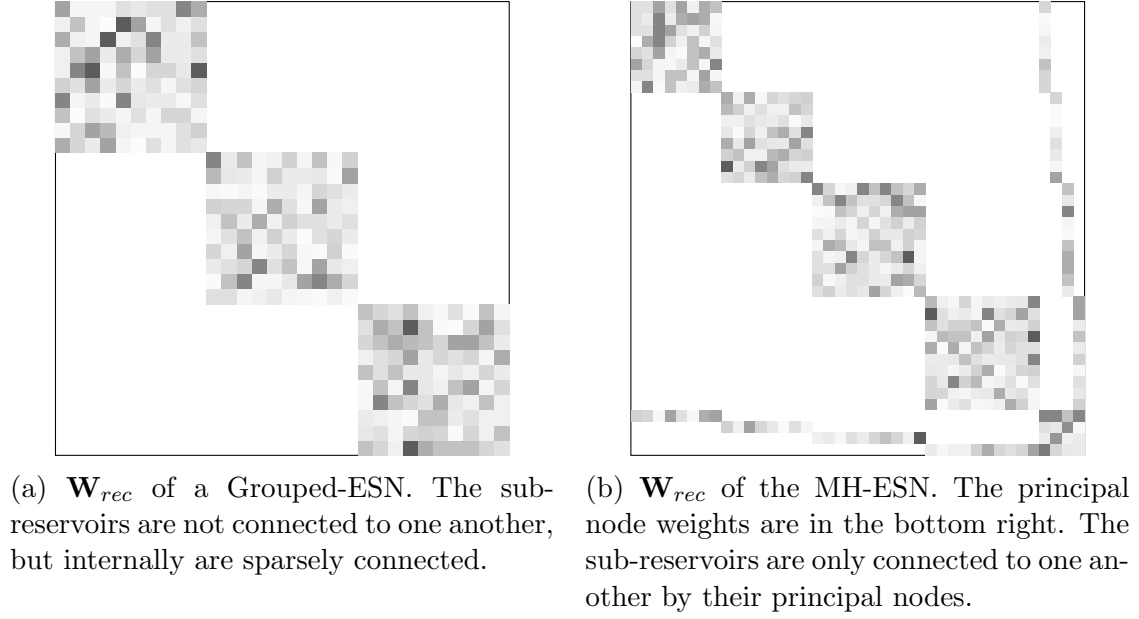 (a) W_rec of a Grouped-ESN. The sub-
reservoirs are not connected to one another,
but internally are sparsely connected.
(b) W_rec of the MH-ESN. The principal
node weights are in the bottom right. The
sub-reservoirs are only connected to one an-
other by their principal nodes.